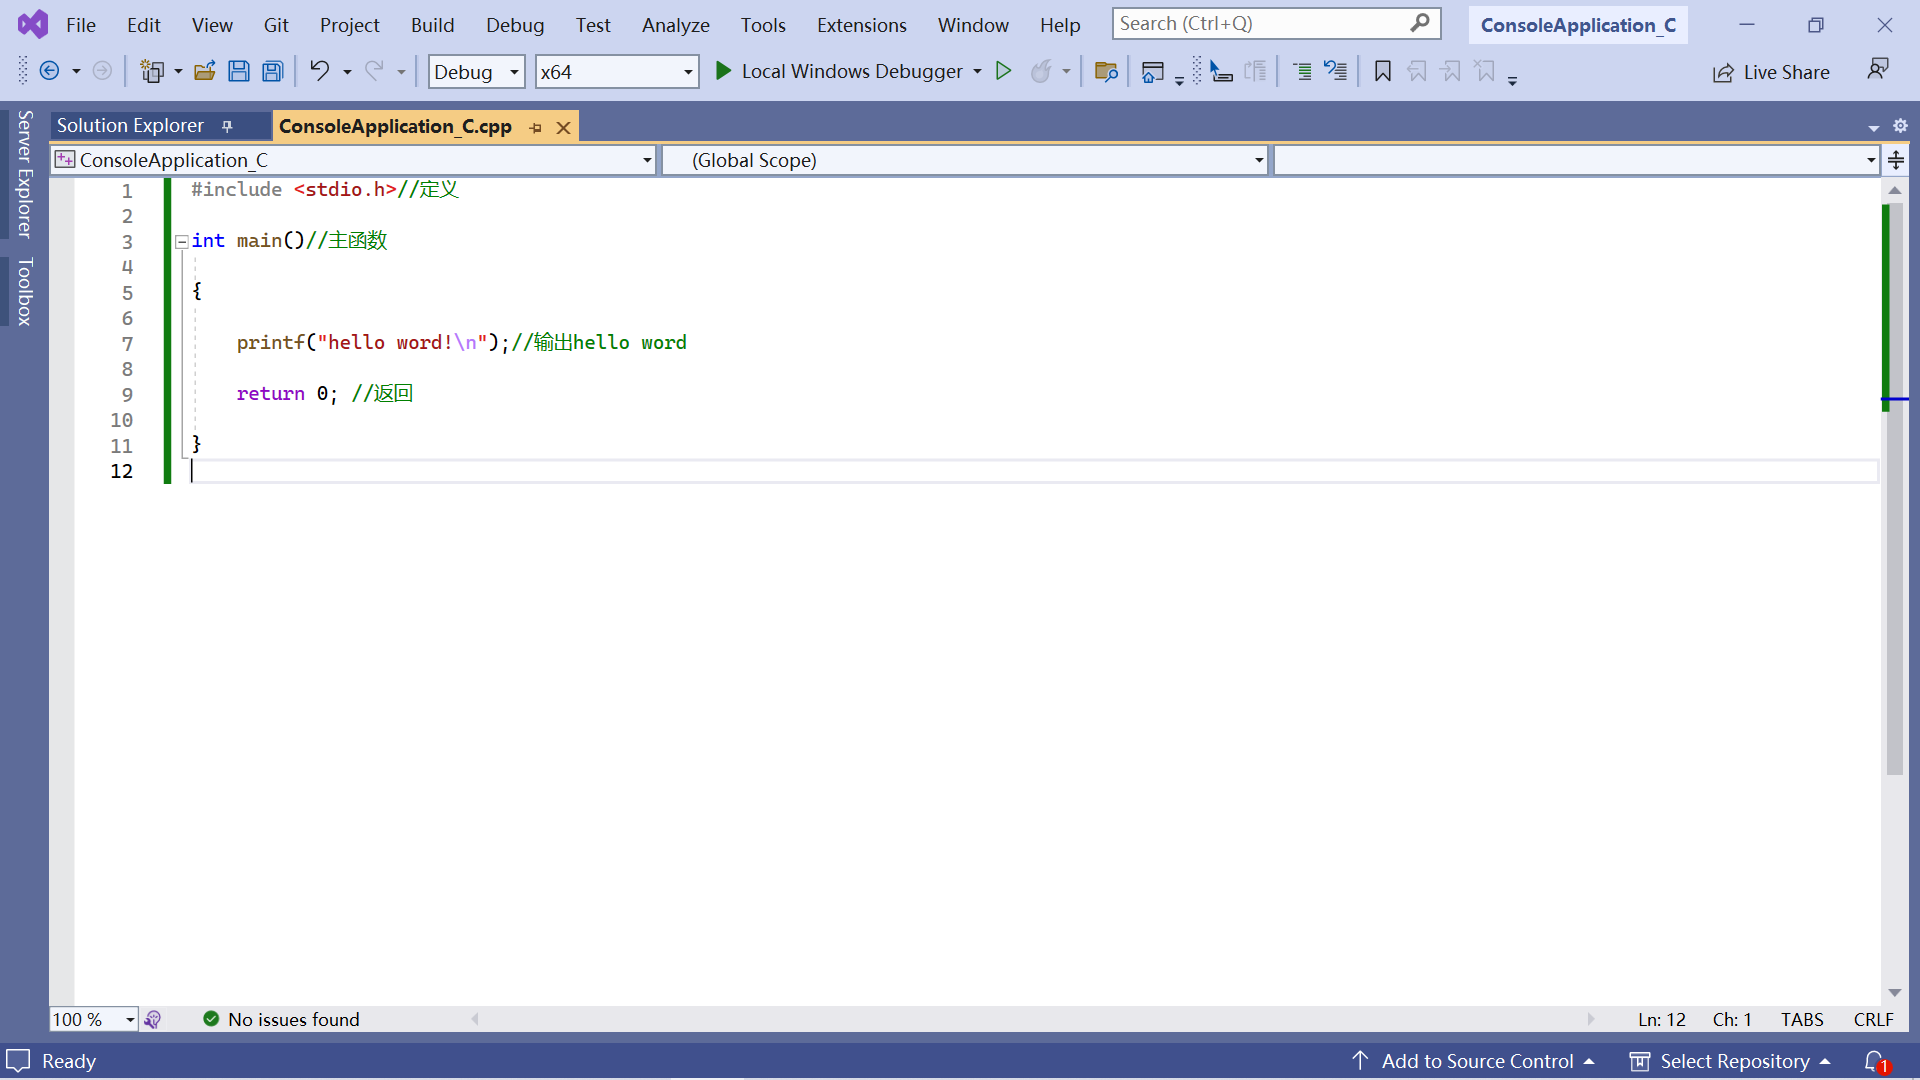 File Edit View Git Project Build Debug Test Analyze Tools Extensions Window Help Search (Ctrl+Q) ConsoleApplication_C
Debug x64 Local Windows Debugger Live Share
Server Explorer
Toolbox
Solution Explorer ConsoleApplication_C.cpp
ConsoleApplication_C (Global Scope)
1 #include <stdio.h>//定义
2
3 int main()//主函数
4
5 {
6
7 printf("hello word!\n");//输出hello word
8
9 return 0; //返回
10
11 }
12
100 % No issues found Ln: 12 Ch: 1 TABS CRLF
Ready Add to Source Control Select Repository 1